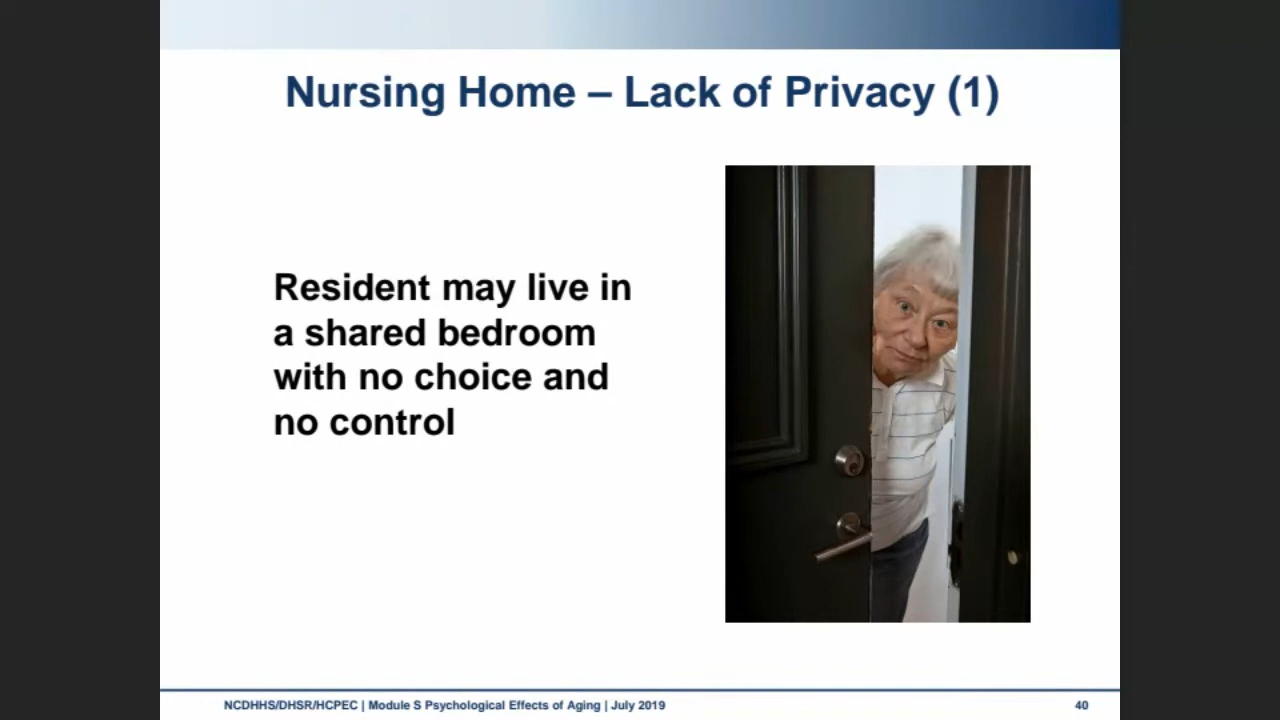 Nursing Home – Lack of Privacy (1)
Resident may live in
a shared bedroom
with no choice and
no control
NCDHHS/DHSR/HCPEC | Module S Psychological Effects of Aging | July 2019
40